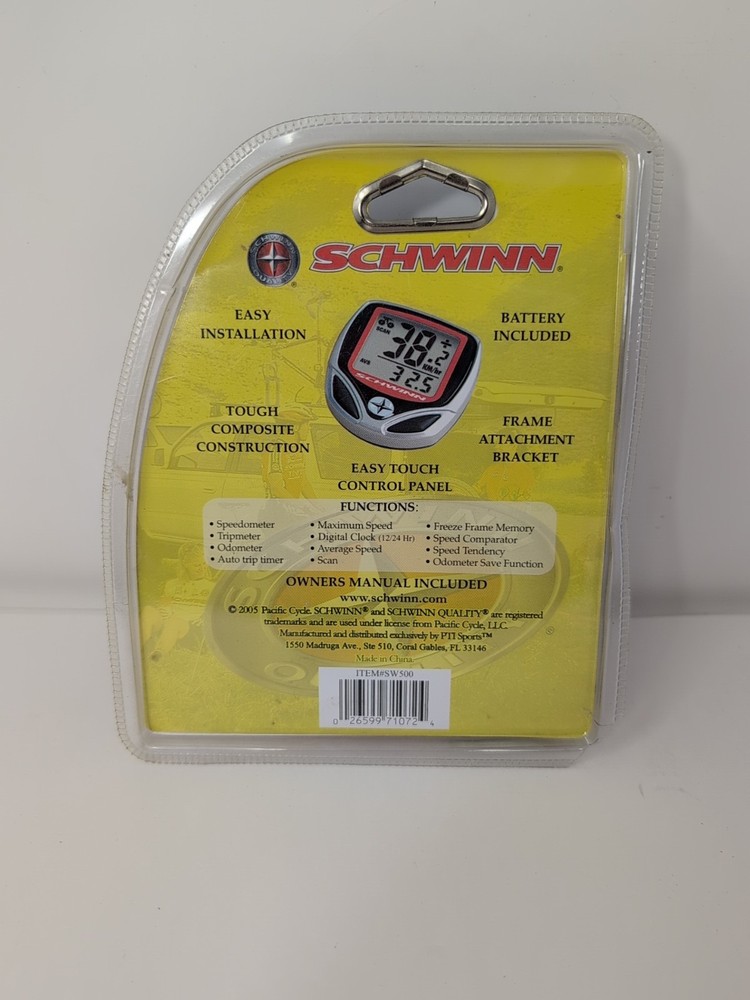 SCHWINN®
EASY
INSTALLATION
BATTERY
INCLUDED
SCAN
38.2
KM/hr
AVS
32.5
SCHWINN
TOUGH
COMPOSITE
CONSTRUCTION
FRAME
ATTACHMENT
BRACKET
EASY TOUCH
CONTROL PANEL
FUNCTIONS:
• Speedometer
• Tripmeter
• Odometer
• Auto trip timer
• Maximum Speed
• Digital Clock (12/24 Hr)
• Average Speed
• Scan
• Freeze Frame Memory
• Speed Comparator
• Speed Tendency
• Odometer Save Function
OWNERS MANUAL INCLUDED
www.schwinn.com
© 2005 Pacific Cycle. SCHWINN® and SCHWINN QUALITY® are registered
trademarks and are used under license from Pacific Cycle, LLC.
Manufactured and distributed exclusively by PTI Sports™
1550 Madruga Ave., Ste 510, Coral Gables, FL 33146
Made in China
ITEM#SW500
0 26599 71072 4